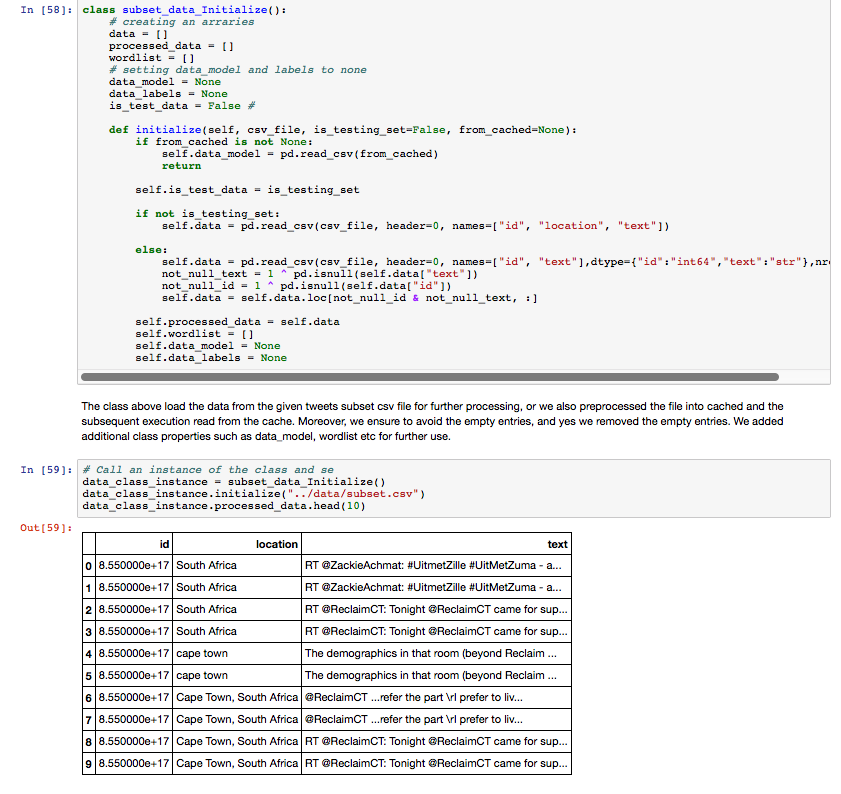 In [58]: class subset_data_Initialize():
# creating an arraries
data = []
processed_data = []
wordlist = []
# setting data_model and labels to none
data_model = None
data_labels = None
is_test_data = False #
def initialize(self, csv_file, is_testing_set=False, from_cached=None):
if from_cached is not None:
self.data_model = pd.read_csv(from_cached)
return
self.is_test_data = is_testing_set
if not is_testing_set:
self.data = pd.read_csv(csv_file, header=0, names=["id", "location", "text"])
else:
self.data = pd.read_csv(csv_file, header=0, names=["id", "text"],dtype={"id":"int64","text":"str"},nr
not_null_text = 1 ^ pd.isnull(self.data["text"])
not_null_id = 1 ^ pd.isnull(self.data["id"])
self.data = self.data.loc[not_null_id & not_null_text, :]
self.processed_data = self.data
self.wordlist = []
self.data_model = None
self.data_labels = None
The class above load the data from the given tweets subset csv file for further processing, or we also preprocessed the file into cached and the
subsequent execution read from the cache. Moreover, we ensure to avoid the empty entries, and yes we removed the empty entries. We added
additional class properties such as data_model, wordlist etc for further use.
In [59]: # Call an instance of the class and se
data_class_instance = subset_data_Initialize()
data_class_instance.initialize("../data/subset.csv")
data_class_instance.processed_data.head(10)
Out[59]:
id location text
0 8.550000e+17 South Africa RT @ZackieAchmat: #UitmetZille #UitMetZuma - a...
1 8.550000e+17 South Africa RT @ZackieAchmat: #UitmetZille #UitMetZuma - a...
2 8.550000e+17 South Africa RT @ReclaimCT: Tonight @ReclaimCT came for sup...
3 8.550000e+17 South Africa RT @ReclaimCT: Tonight @ReclaimCT came for sup...
4 8.550000e+17 cape town The demographics in that room (beyond Reclaim ...
5 8.550000e+17 cape town The demographics in that room (beyond Reclaim ...
6 8.550000e+17 Cape Town, South Africa @ReclaimCT ...refer the part \rI prefer to liv...
7 8.550000e+17 Cape Town, South Africa @ReclaimCT ...refer the part \rI prefer to liv...
8 8.550000e+17 Cape Town, South Africa RT @ReclaimCT: Tonight @ReclaimCT came for sup...
9 8.550000e+17 Cape Town, South Africa RT @ReclaimCT: Tonight @ReclaimCT came for sup...